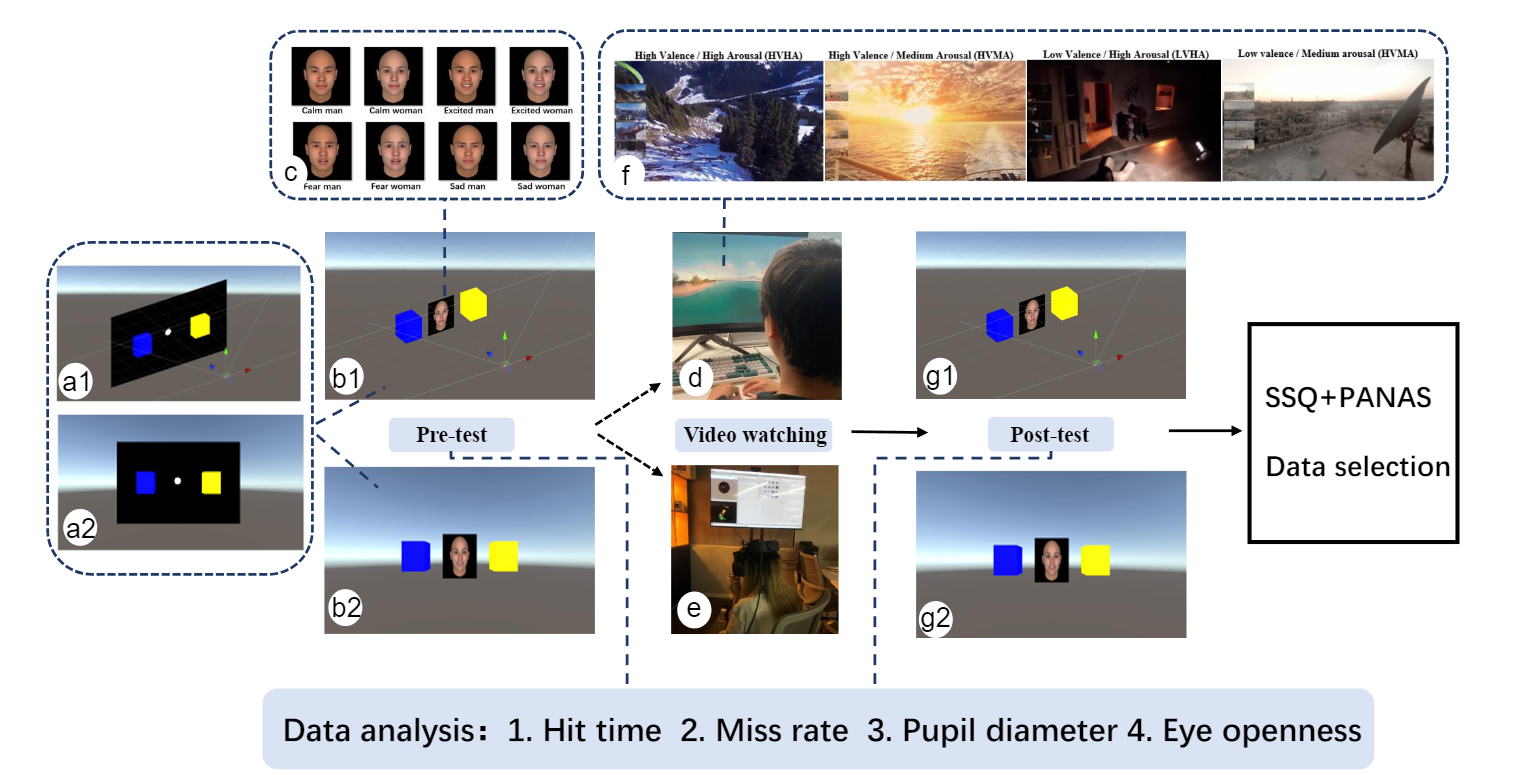 Calm man
Calm woman
Excited man
Excited woman
Fear man
Fear woman
Sad man
Sad woman
c
High Valence / High Arousal (HVHA)
High Valence / Medium Arousal (HVMA)
Low Valence / High Arousal (LVHA)
Low valence / Medium arousal (HVMA)
f
a1
a2
b1
Pre-test
b2
d
Video watching
e
g1
Post-test
g2
SSQ+PANAS
Data selection
Data analysis: 1. Hit time 2. Miss rate 3. Pupil diameter 4. Eye openness